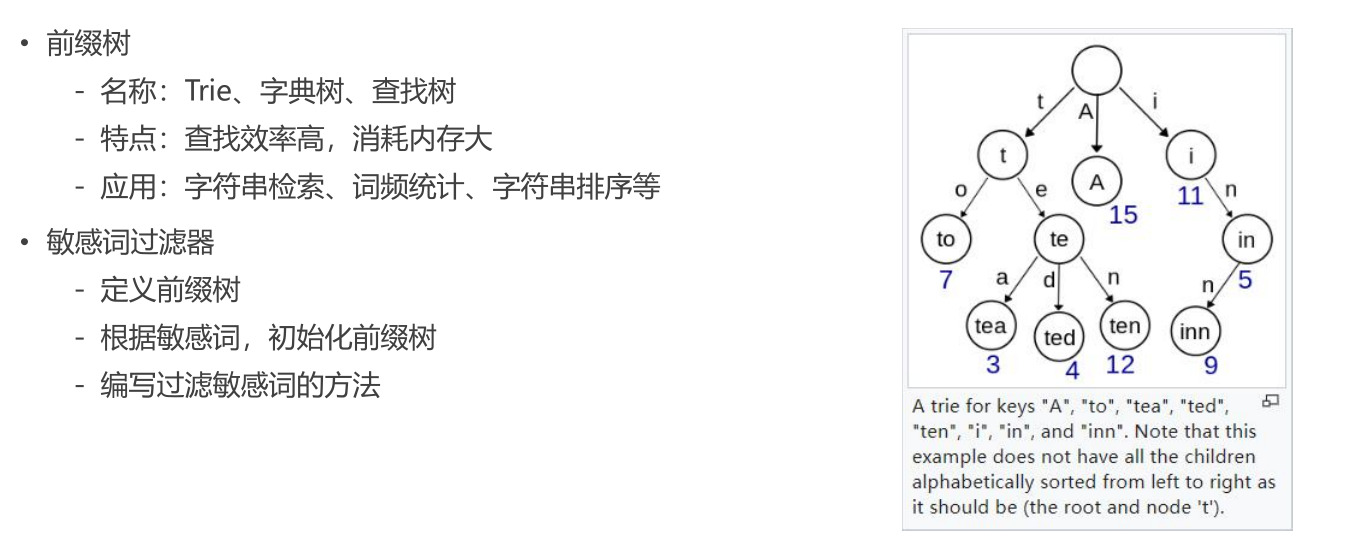 • 前缀树
- 名称：Trie、字典树、查找树
- 特点：查找效率高，消耗内存大
- 应用：字符串检索、词频统计、字符串排序等
• 敏感词过滤器
- 定义前缀树
- 根据敏感词，初始化前缀树
- 编写过滤敏感词的方法
t A i
t A i
15 11
o e n
to te in
7 5
a d n n
tea ted ten inn
3 4 12 9
A trie for keys "A", "to", "tea", "ted",
"ten", "i", "in", and "inn". Note that this
example does not have all the children
alphabetically sorted from left to right as
it should be (the root and node 't').